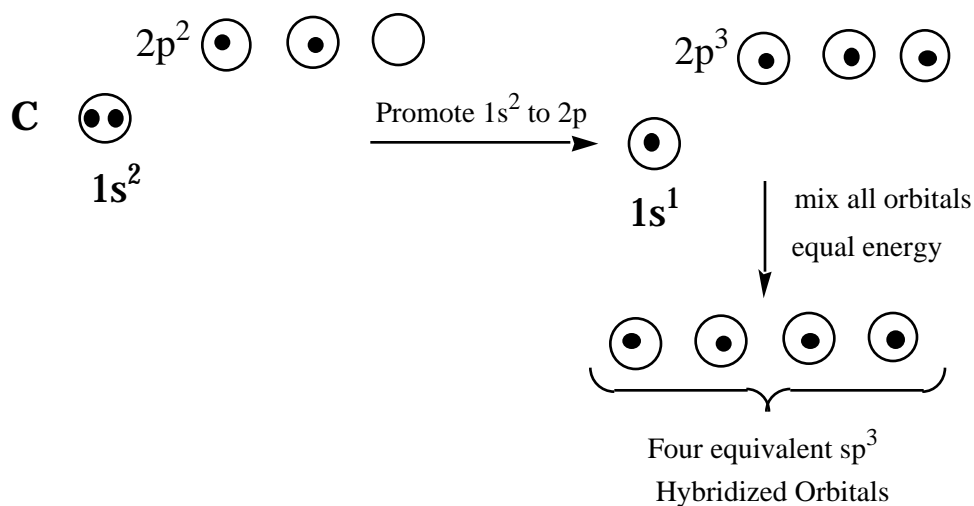 2p²
C
1s²
Promote 1s² to 2p
2p³
1s¹
mix all orbitals
equal energy
Four equivalent sp³
Hybridized Orbitals